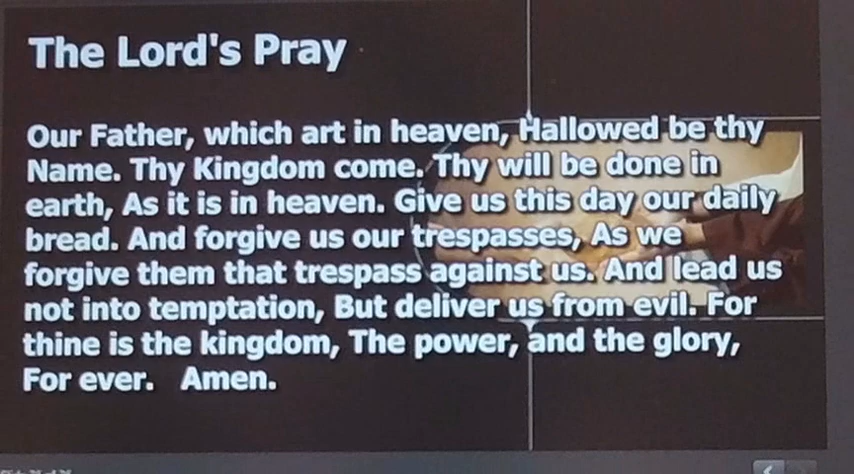 The Lord's Pray
Our Father, which art in heaven, Hallowed be thy
Name. Thy Kingdom come. Thy will be done in
earth, As it is in heaven. Give us this day our daily
bread. And forgive us our trespasses, As we
forgive them that trespass against us. And lead us
not into temptation, But deliver us from evil. For
thine is the kingdom, The power, and the glory,
For ever. Amen.